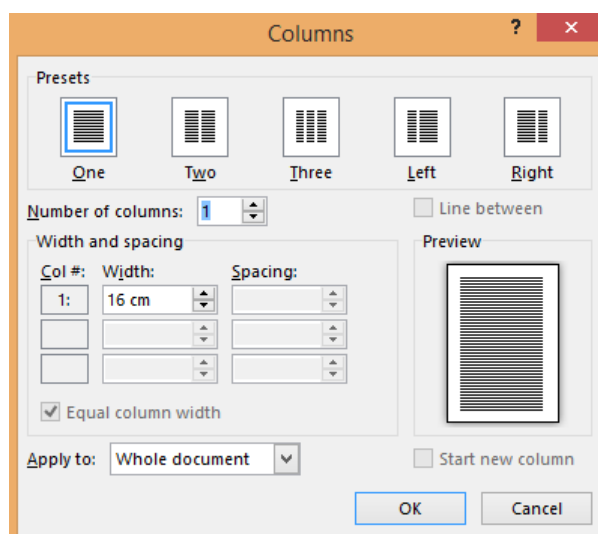 Columns ? ×
Presets
One Two Three Left Right
Number of columns: 1 Line between
Width and spacing Preview
Col #: Width: Spacing:
1: 16 cm
Equal column width
Apply to: Whole document Start new column
OK Cancel